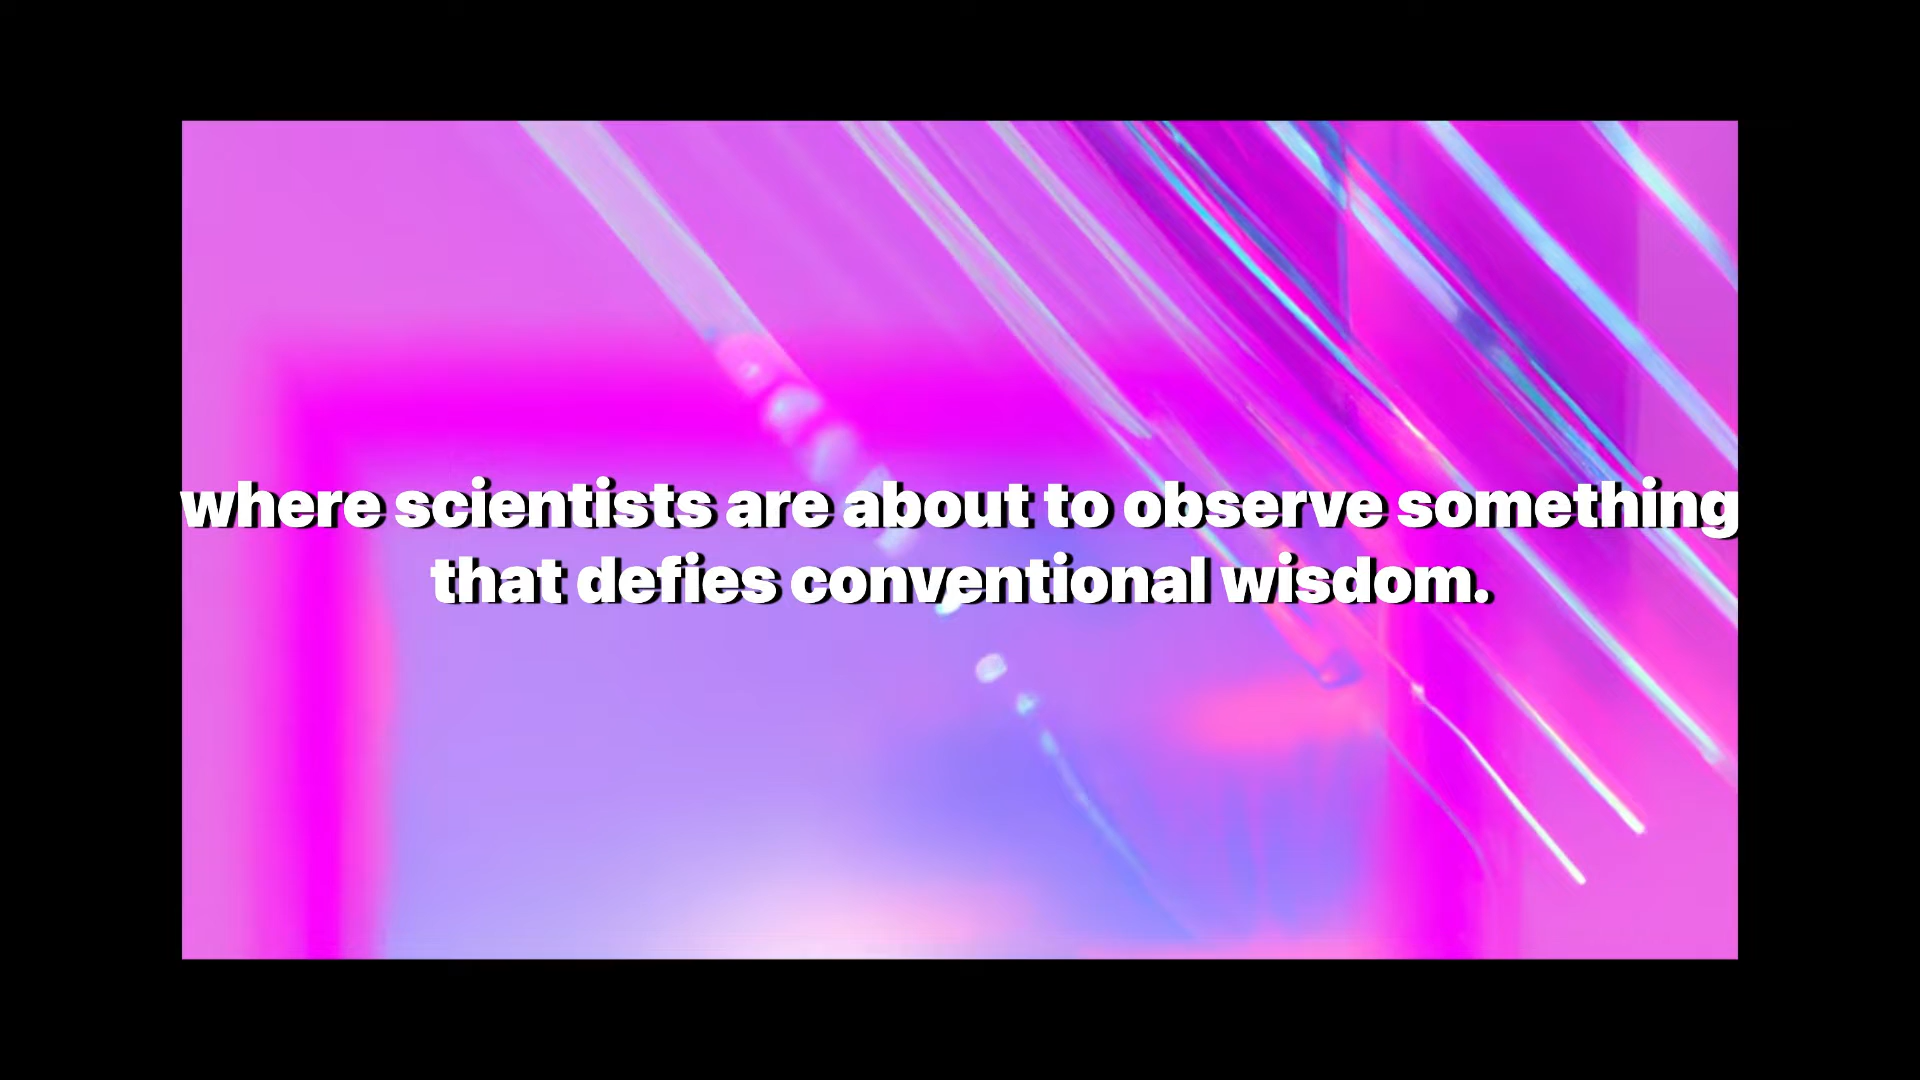 where scientists are about to observe something
that defies conventional wisdom.